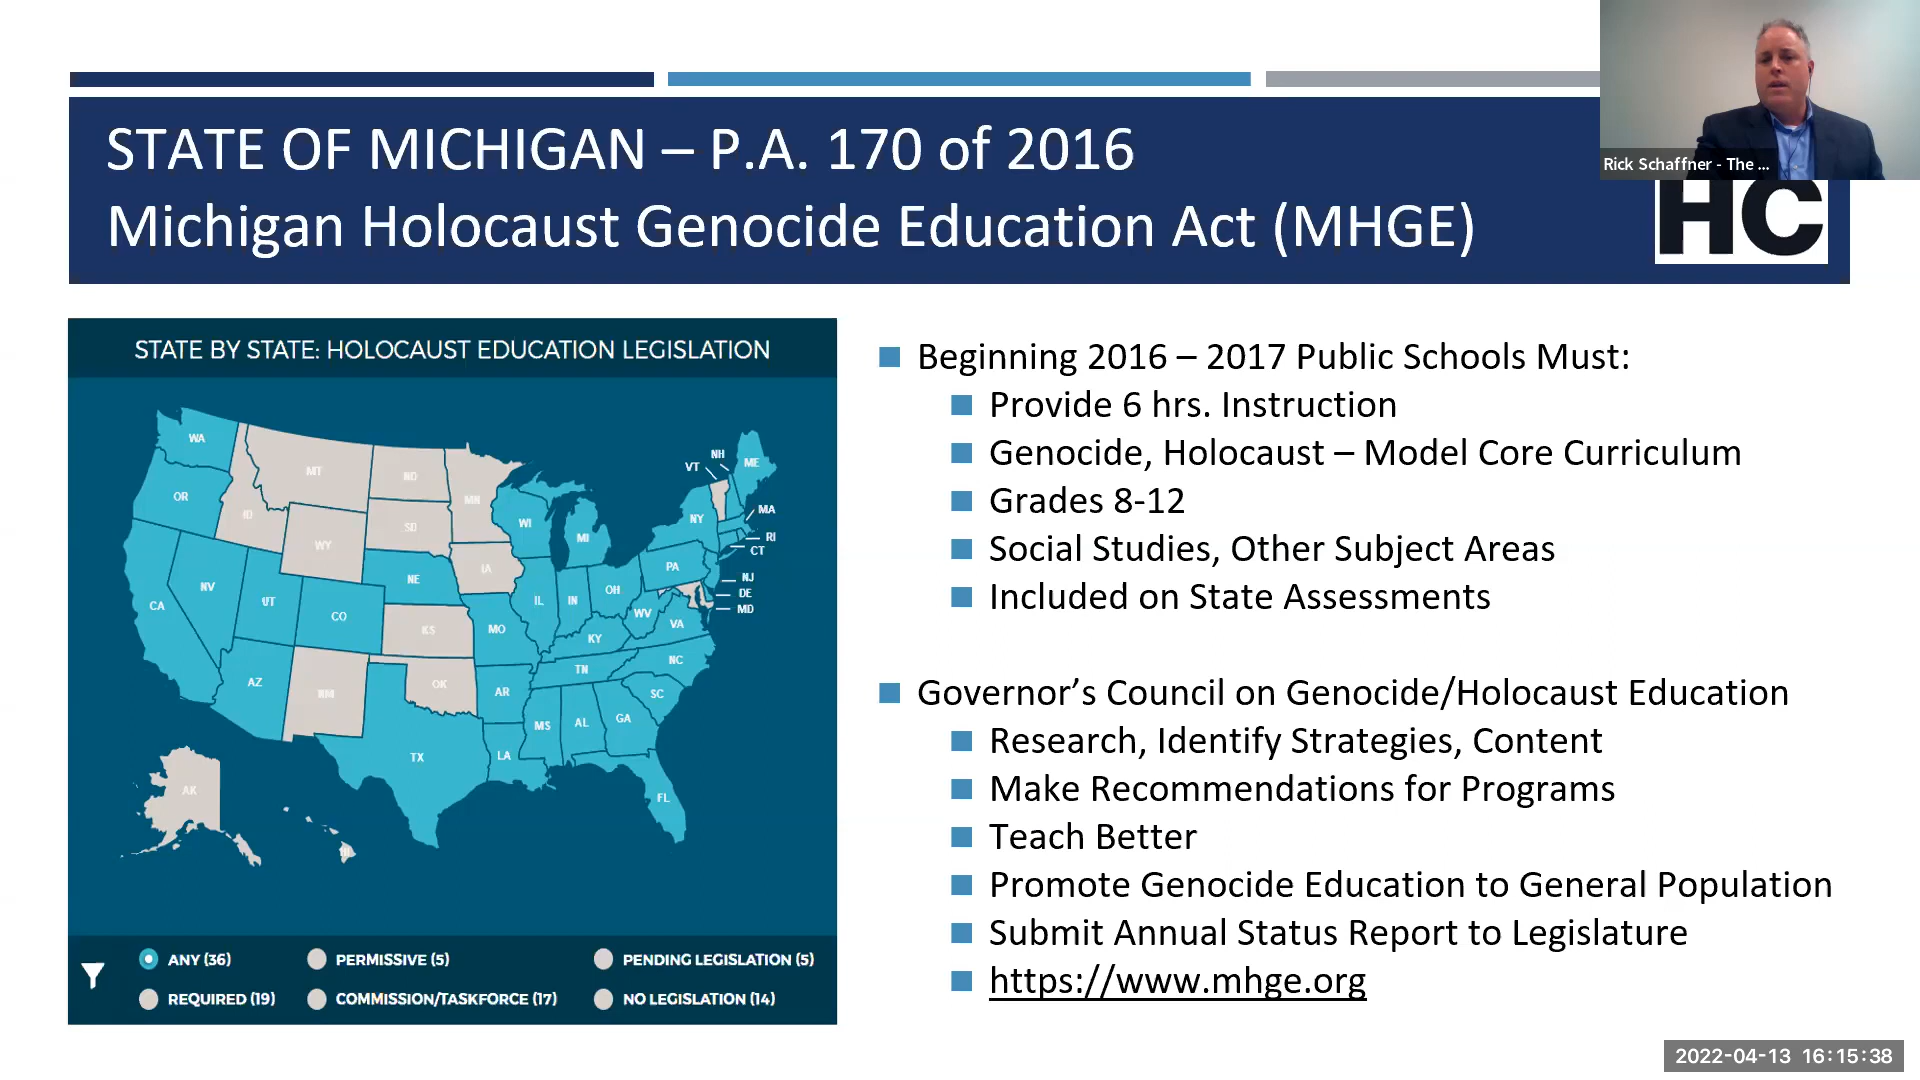 Rick Schaffner - The ...
STATE OF MICHIGAN – P.A. 170 of 2016
Michigan Holocaust Genocide Education Act (MHGE)
HC
STATE BY STATE: HOLOCAUST EDUCATION LEGISLATION
WA
MT
ND
MN
OR
ID
SD
WI
MI
VT
NH
ME
NY
MA
RI
CT
WY
IA
NE
PA
NJ
DE
MD
NV
UT
CA
CO
IL
IN
OH
WV
VA
KS
MO
KY
NC
TN
AZ
NM
OK
AR
SC
MS
AL
GA
TX
LA
FL
AK
HI
ANY (36)
PERMISSIVE (5)
PENDING LEGISLATION (5)
REQUIRED (19)
COMMISSION/TASKFORCE (17)
NO LEGISLATION (14)
Beginning 2016 – 2017 Public Schools Must:
Provide 6 hrs. Instruction
Genocide, Holocaust – Model Core Curriculum
Grades 8-12
Social Studies, Other Subject Areas
Included on State Assessments
Governor’s Council on Genocide/Holocaust Education
Research, Identify Strategies, Content
Make Recommendations for Programs
Teach Better
Promote Genocide Education to General Population
Submit Annual Status Report to Legislature
https://www.mhge.org
2022-04-13 16:15:38